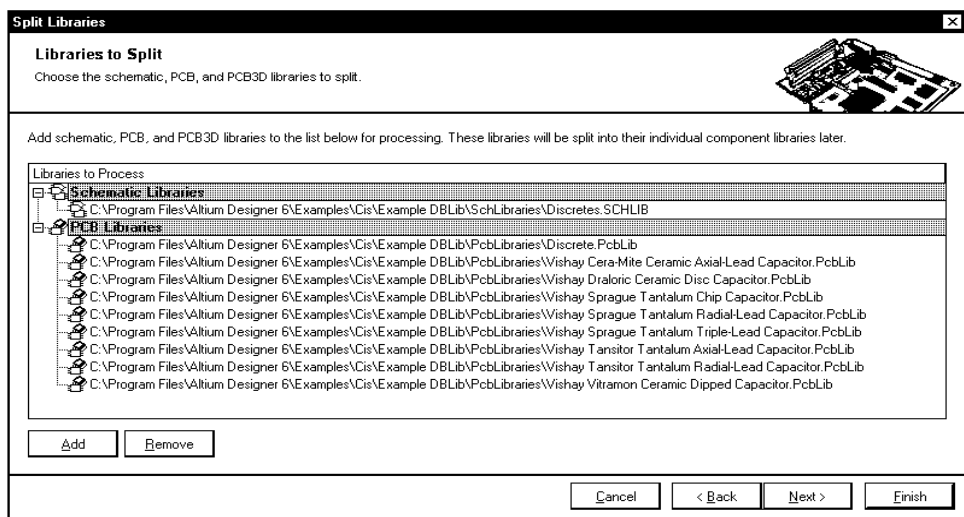 Split Libraries
Libraries to Split
Choose the schematic, PCB, and PCB3D libraries to split.
Add schematic, PCB, and PCB3D libraries to the list below for processing. These libraries will be split into their individual component libraries later.
Libraries to Process
Schematic Libraries
C:\Program Files\Altium Designer 6\Examples\Cis\Example DBLib\SchLibraries\Discretes.SCHLIB
PCB Libraries
C:\Program Files\Altium Designer 6\Examples\Cis\Example DBLib\PcbLibraries\Discrete.PcbLib
C:\Program Files\Altium Designer 6\Examples\Cis\Example DBLib\PcbLibraries\Vishay Cera-Mite Ceramic Axial-Lead Capacitor.PcbLib
C:\Program Files\Altium Designer 6\Examples\Cis\Example DBLib\PcbLibraries\Vishay Draloric Ceramic Disc Capacitor.PcbLib
C:\Program Files\Altium Designer 6\Examples\Cis\Example DBLib\PcbLibraries\Vishay Sprague Tantalum Chip Capacitor.PcbLib
C:\Program Files\Altium Designer 6\Examples\Cis\Example DBLib\PcbLibraries\Vishay Sprague Tantalum Radial-Lead Capacitor.PcbLib
C:\Program Files\Altium Designer 6\Examples\Cis\Example DBLib\PcbLibraries\Vishay Sprague Tantalum Triple-Lead Capacitor.PcbLib
C:\Program Files\Altium Designer 6\Examples\Cis\Example DBLib\PcbLibraries\Vishay Tansitor Tantalum Axial-Lead Capacitor.PcbLib
C:\Program Files\Altium Designer 6\Examples\Cis\Example DBLib\PcbLibraries\Vishay Tansitor Tantalum Radial-Lead Capacitor.PcbLib
C:\Program Files\Altium Designer 6\Examples\Cis\Example DBLib\PcbLibraries\Vishay Vitramon Ceramic Dipped Capacitor.PcbLib
Add Remove
Cancel < Back Next > Finish